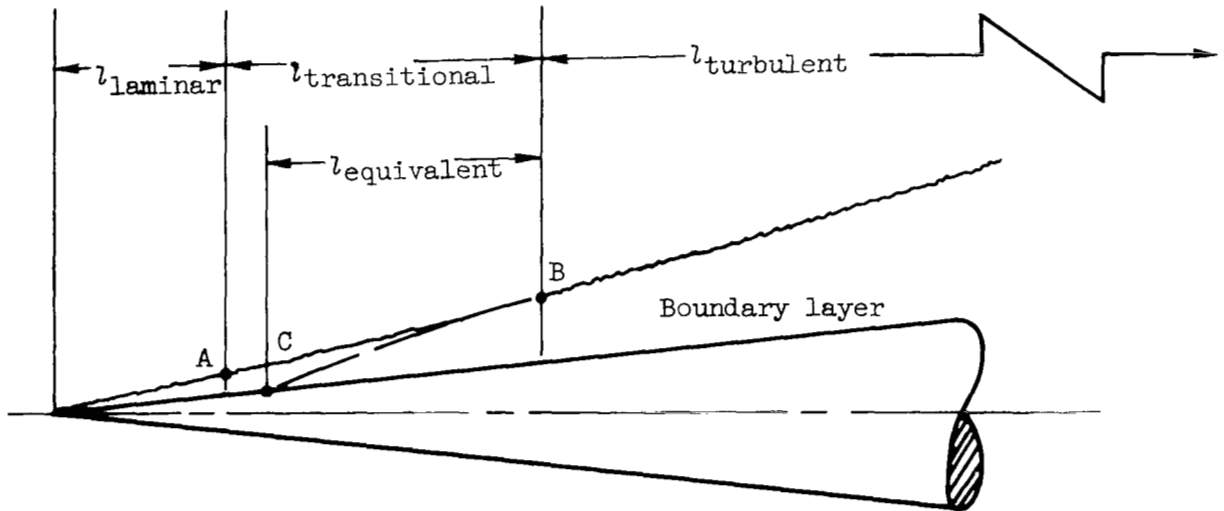 l laminar
l transitional
l turbulent
l equivalent
B
Boundary layer
C
A